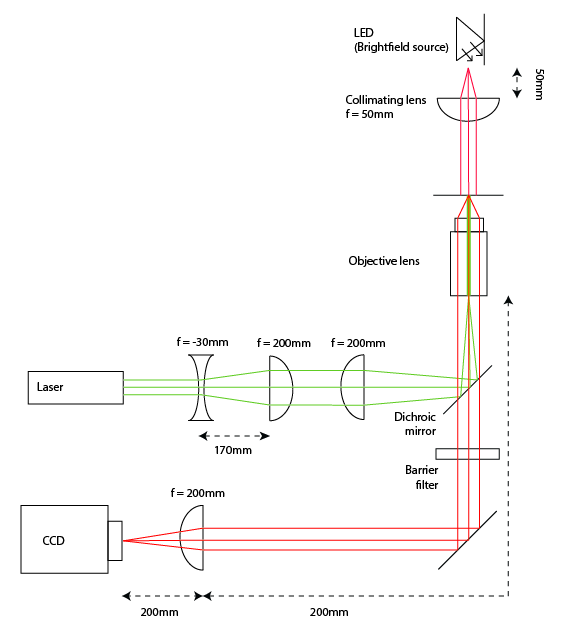 LED
(Brightfield source)
50mm
Collimating lens
f = 50mm
Objective lens
f = -30mm
f = 200mm
f = 200mm
Laser
Dichroic
mirror
170mm
Barrier
filter
f = 200mm
CCD
200mm
200mm